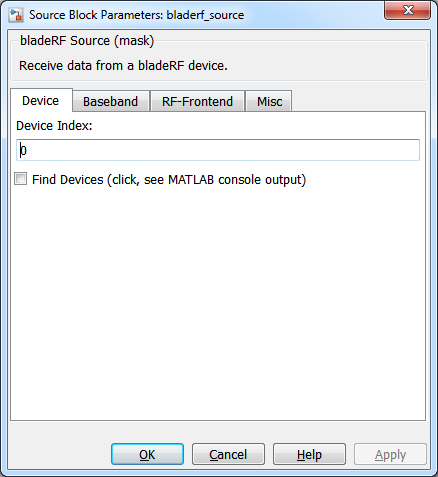 Source Block Parameters: bladerf_source
bladeRF Source (mask)
Receive data from a bladeRF device.
Device Baseband RF-Frontend Misc
Device Index:
0
Find Devices (click, see MATLAB console output)
OK Cancel Help Apply